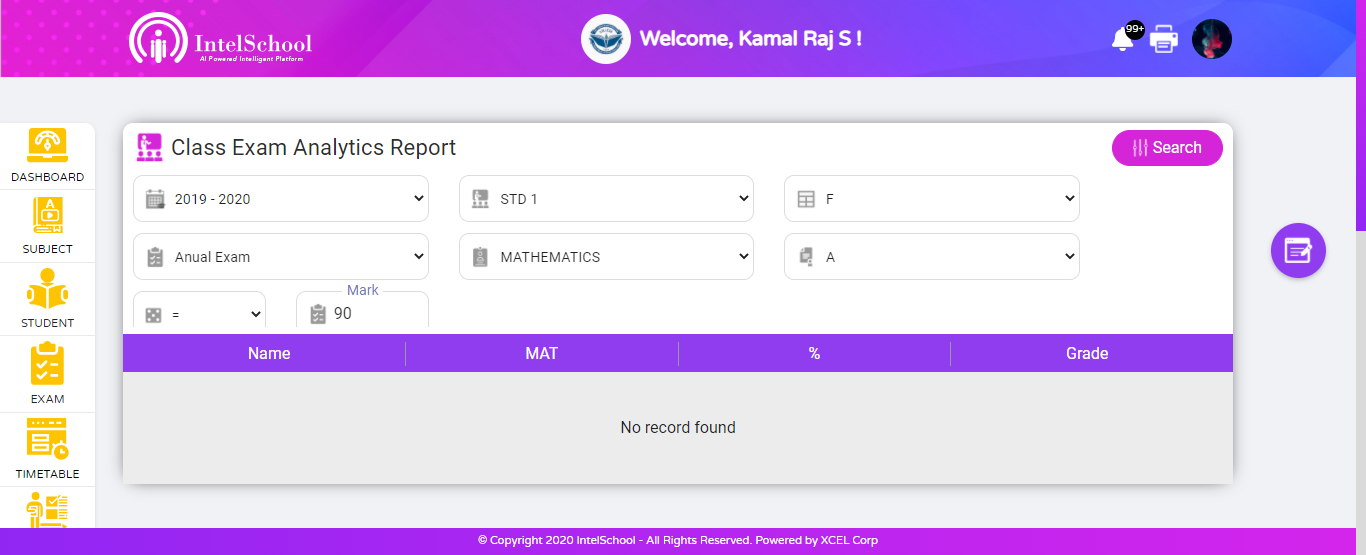 IntelSchool
AI Powered Intelligent Platform
Welcome, Kamal Raj S !
99+
DASHBOARD
SUBJECT
STUDENT
EXAM
TIMETABLE
Class Exam Analytics Report
Search
2019 - 2020
STD 1
F
Anual Exam
MATHEMATICS
A
=
Mark
90
Name MAT % Grade
No record found
© Copyright 2020 IntelSchool - All Rights Reserved. Powered by XCEL Corp